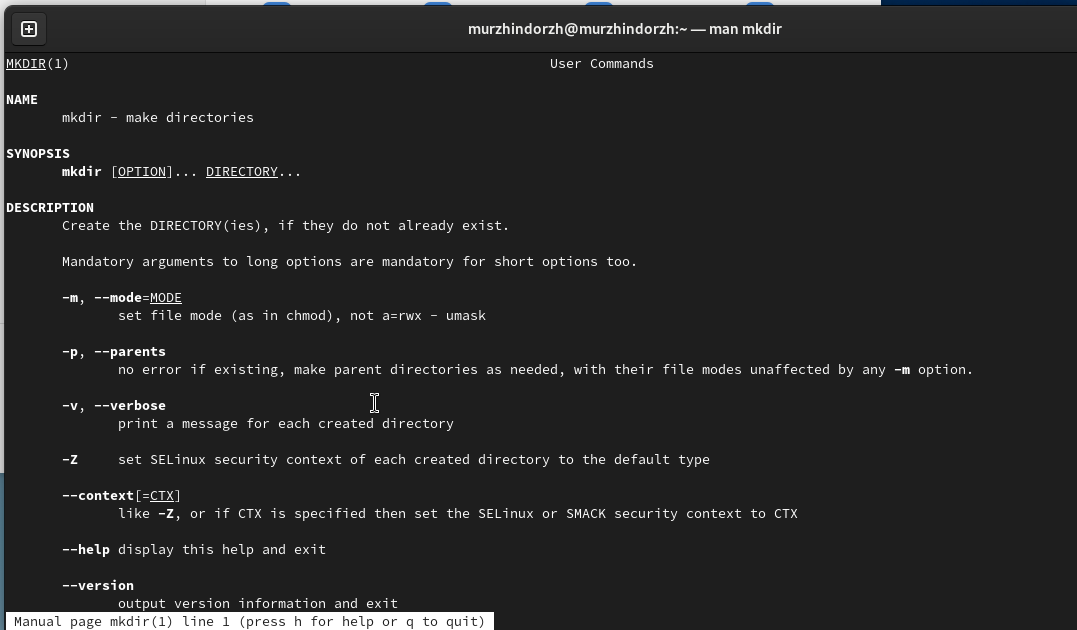 murzhindorzh@murzhindorzh:~ — man mkdir
MKDIR(1) User Commands
NAME
mkdir - make directories
SYNOPSIS
mkdir [OPTION]... DIRECTORY...
DESCRIPTION
Create the DIRECTORY(ies), if they do not already exist.
Mandatory arguments to long options are mandatory for short options too.
-m, --mode=MODE
set file mode (as in chmod), not a=rwx - umask
-p, --parents
no error if existing, make parent directories as needed, with their file modes unaffected by any -m option.
-v, --verbose
print a message for each created directory
-Z set SELinux security context of each created directory to the default type
--context[=CTX]
like -Z, or if CTX is specified then set the SELinux or SMACK security context to CTX
--help display this help and exit
--version
output version information and exit
Manual page mkdir(1) line 1 (press h for help or q to quit)